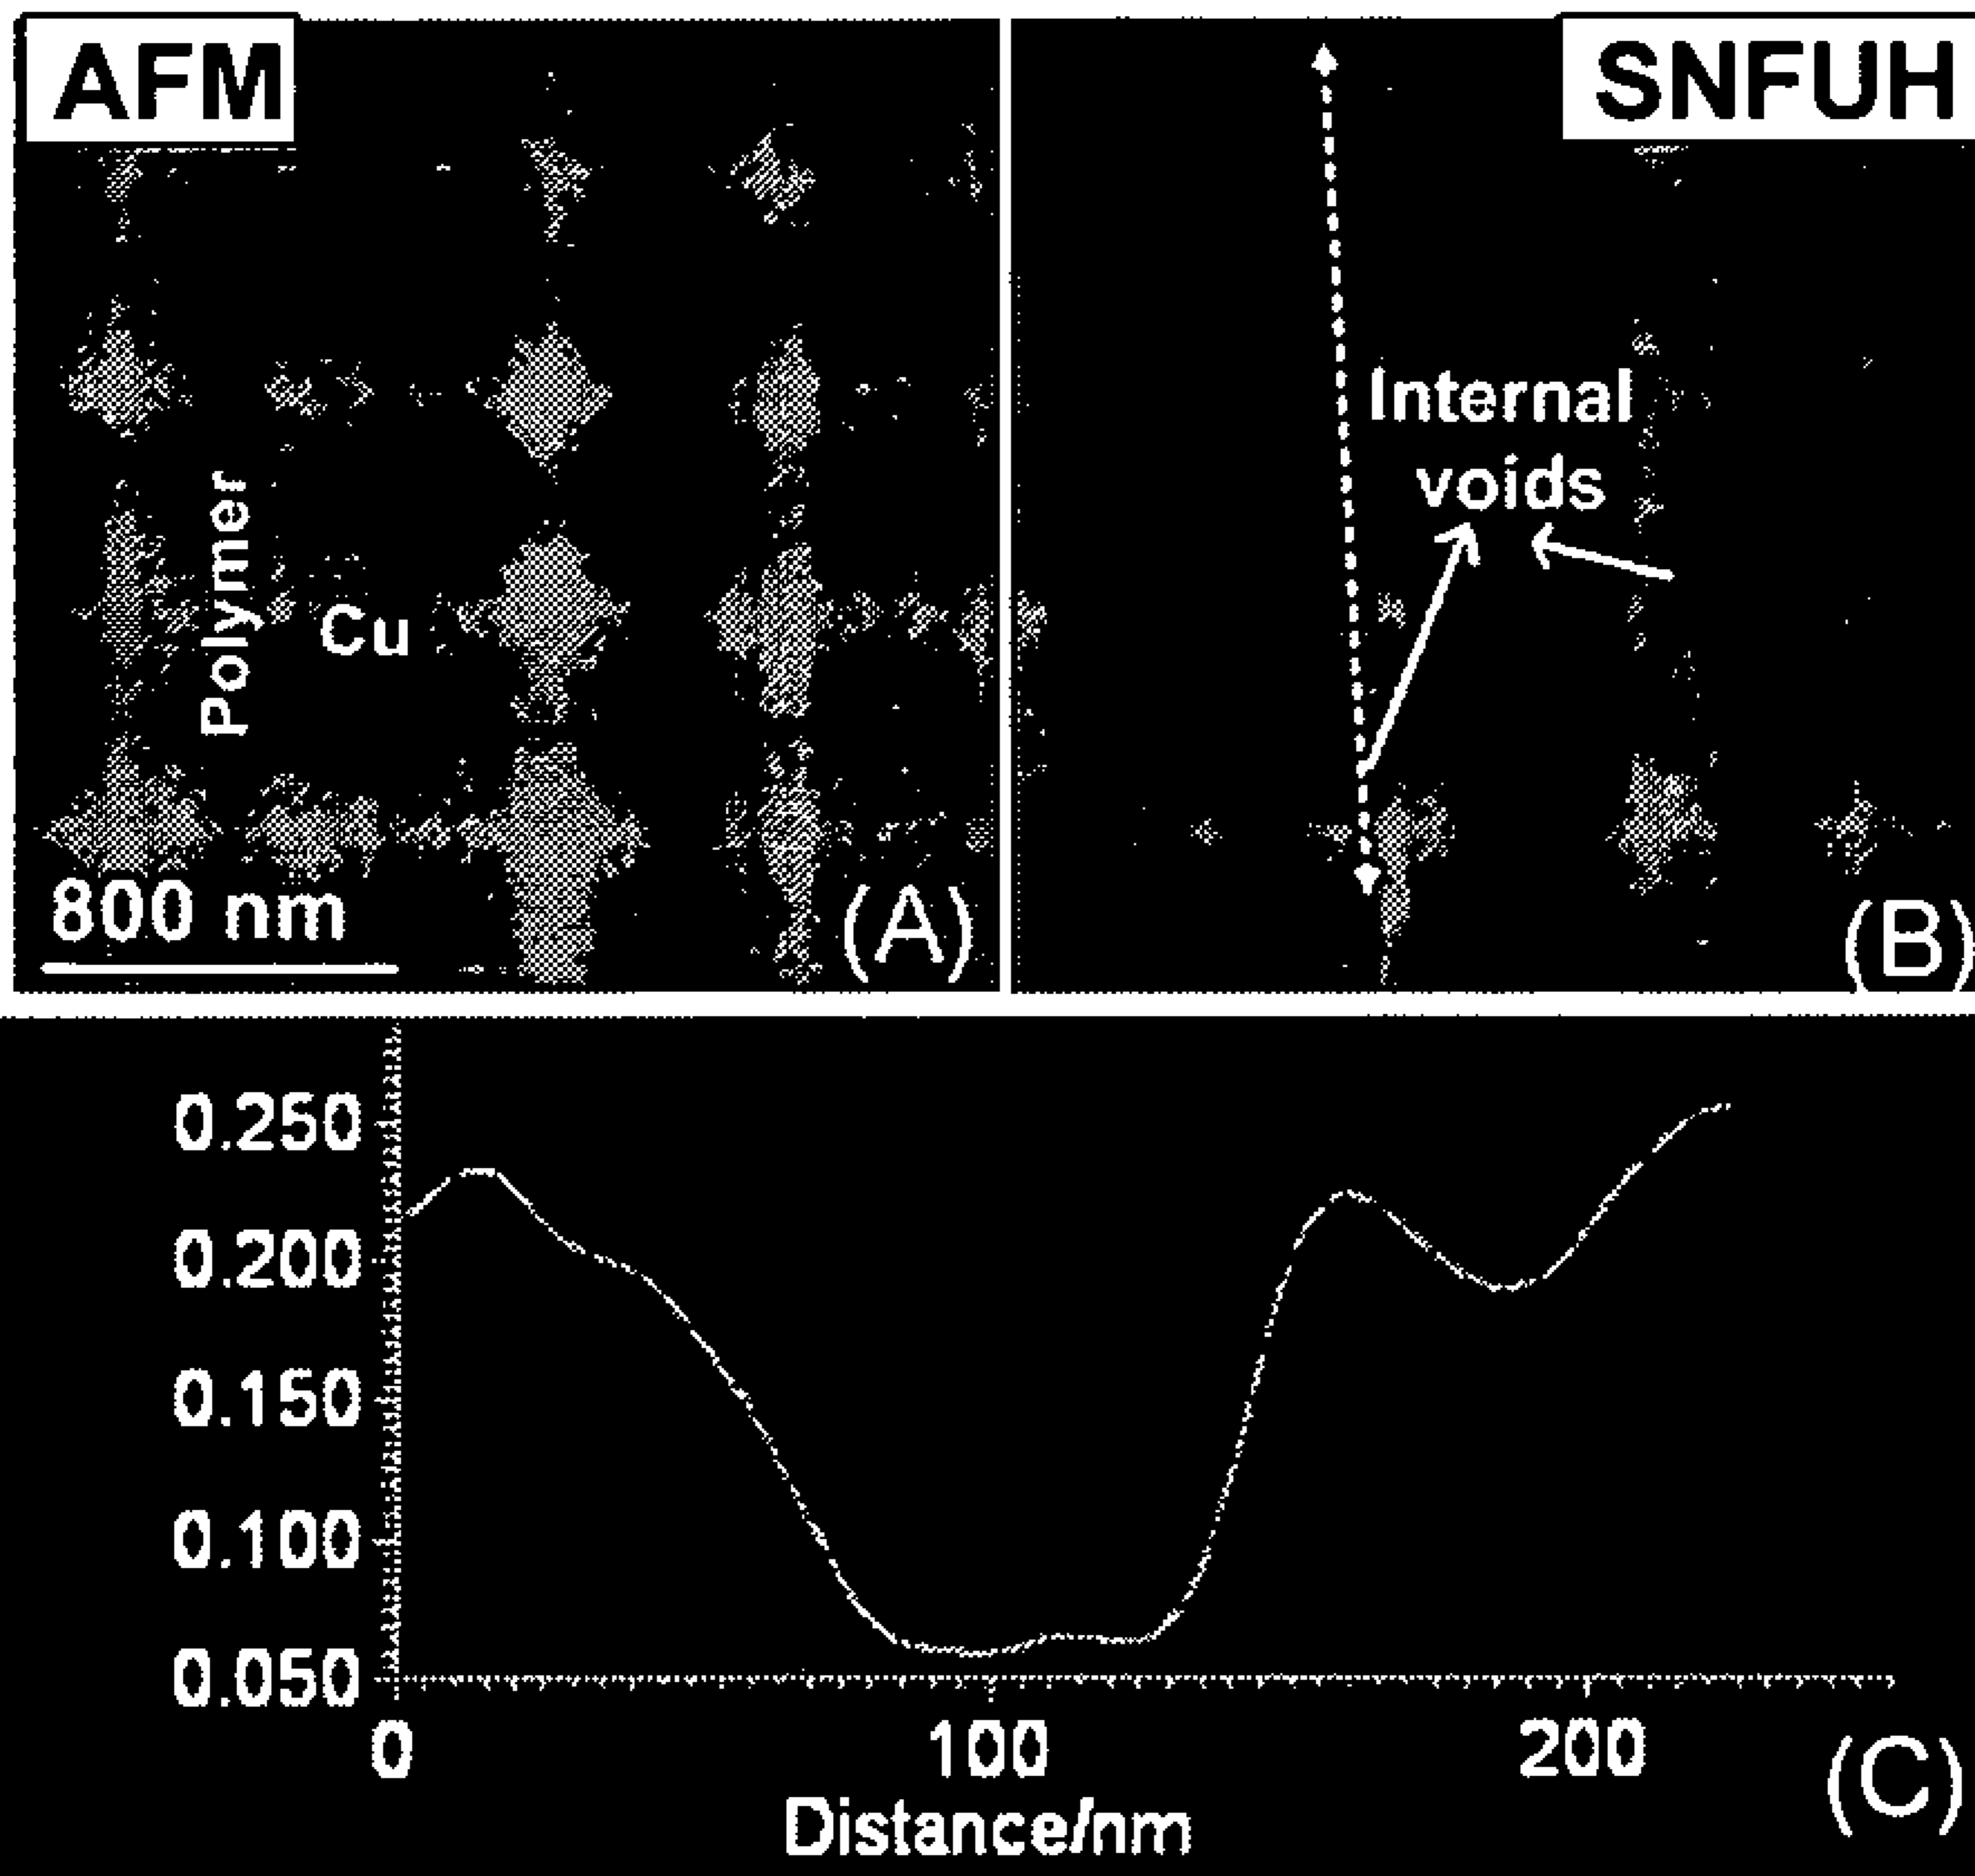 AFM
SNFUH
Internal
voids
Polymer
Cu
800 nm
(A)
(B)
0.250
0.200
0.150
0.100
0.050
0
100
200
Distance/nm
(C)